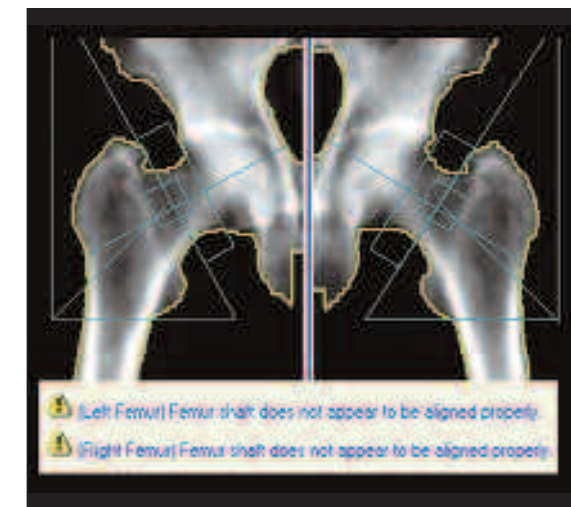 (Left Femur) Femur shaft does not appear to be aligned properly.
(Right Femur) Femur shaft does not appear to be aligned properly.